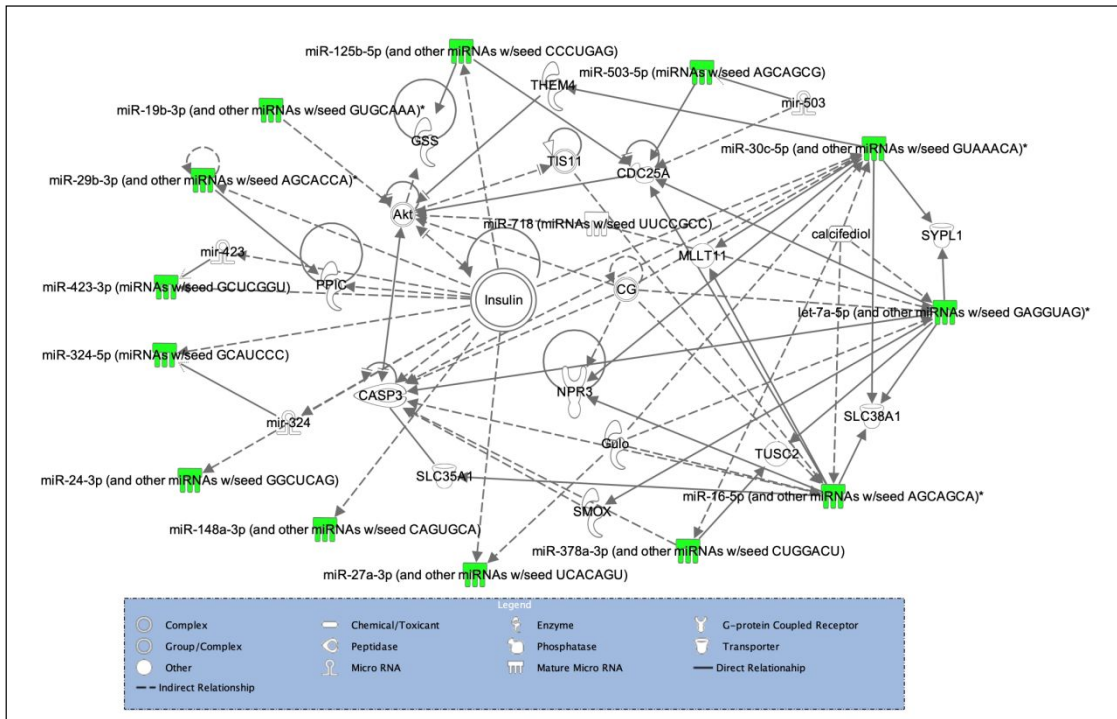 miR-125b-5p (and other miRNAs w/seed CCCUGAG)
miR-503-5p (miRNAs w/seed AGCAGCG)
THEM4
mir-503
miR-19b-3p (and other miRNAs w/seed GUGCAAA)*
GSS
miR-30c-5p (and other miRNAs w/seed GUAAACA)*
TIS11
CDC25A
miR-29b-3p (and other miRNAs w/seed AGCACCA)*
Akt
miR-718 (miRNAs w/seed UUCCGCC)
calcifediol
SYPL1
mir-423
MLLT11
PPIC
miR-423-3p (miRNAs w/seed GCUCGGU)
Insulin
CG
let-7a-5p (and other miRNAs w/seed GAGGUAG)*
miR-324-5p (miRNAs w/seed GCAUCCC)
CASP3
NPR3
SLC38A1
mir-324
Gulo
TUSC2
miR-24-3p (and other miRNAs w/seed GGCUCAG)
SLC35A1
miR-16-5p (and other miRNAs w/seed AGCAGCA)*
SMOX
miR-148a-3p (and other miRNAs w/seed CAGUGCA)
miR-378a-3p (and other miRNAs w/seed CUGGACU)
miR-27a-3p (and other miRNAs w/seed UCACAGU)
Legend
Complex
Chemical/Toxicant
Enzyme
G-protein Coupled Receptor
Group/Complex
Peptidase
Phosphatase
Transporter
Other
Micro RNA
Mature Micro RNA
Direct Relationahip
Indirect Relationship